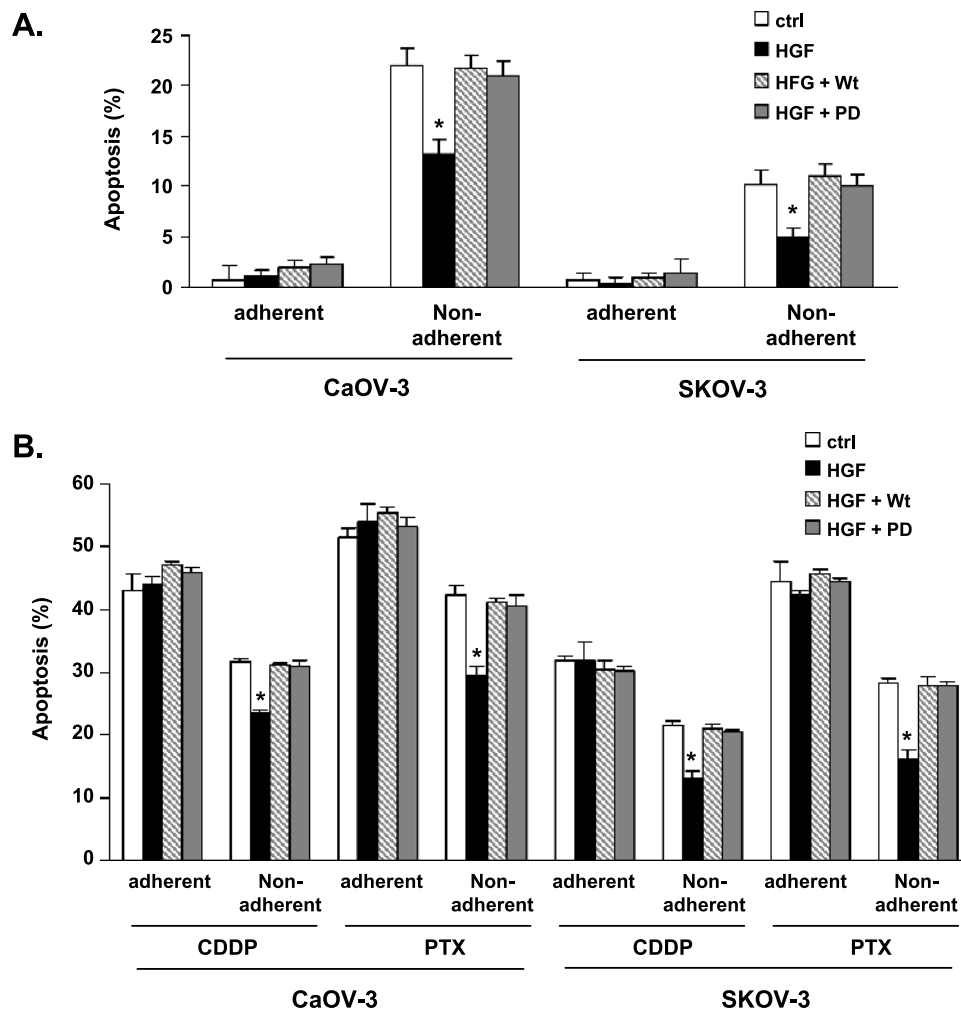 A.
ctrl
HGF
HFG + Wt
HGF + PD
Apoptosis (%)
25
20
15
10
5
0
*
*
adherent
Non-
adherent
adherent
Non-
adherent
CaOV-3
SKOV-3
B.
ctrl
HGF
HGF + Wt
HGF + PD
Apoptosis (%)
60
50
40
30
20
10
0
*
*
*
*
adherent
Non-
adherent
adherent
Non-
adherent
adherent
Non-
adherent
adherent
Non-
adherent
CDDP
PTX
CDDP
PTX
CaOV-3
SKOV-3